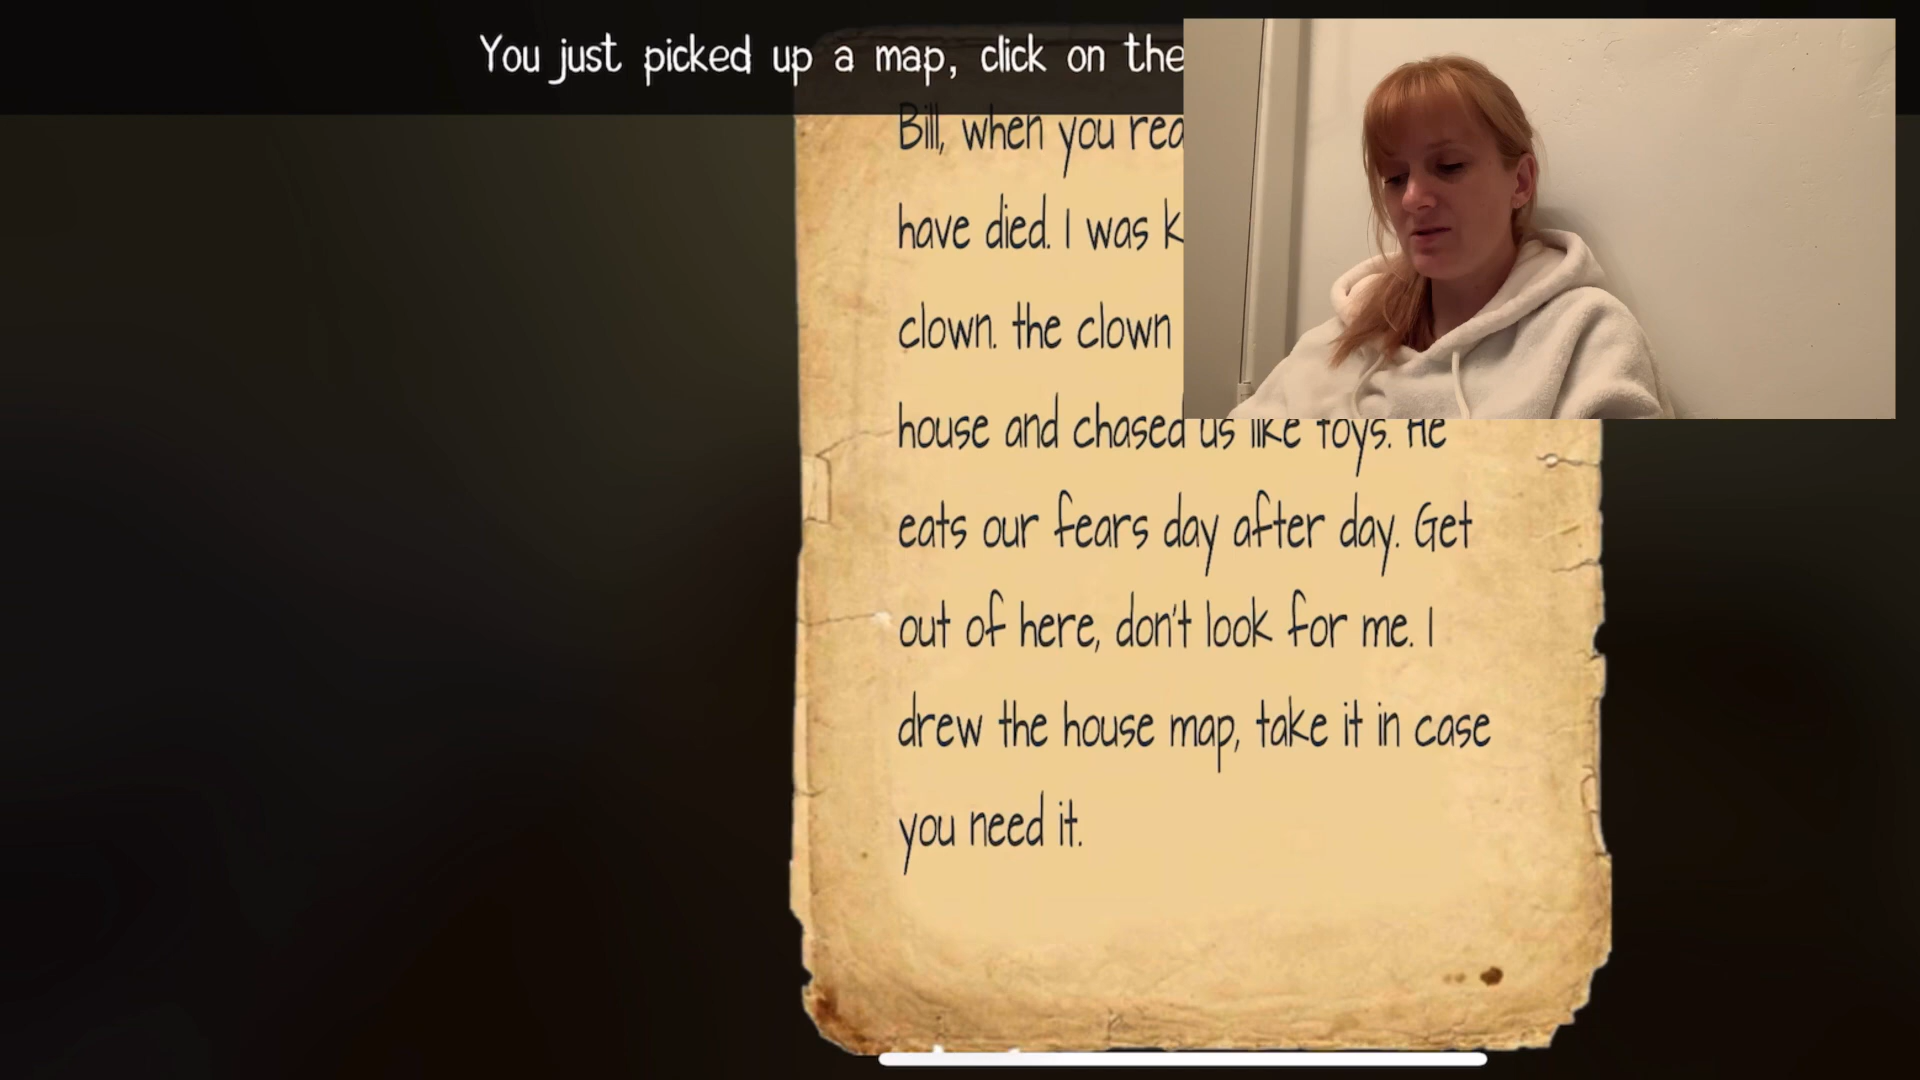 You just picked up a map, click on the
Bill, when you
have died. I was
clown. the clown
house and chased us like toys. He
eats our fears day after day. Get
out of here, don't look for me. I
drew the house map, take it in case
you need it.